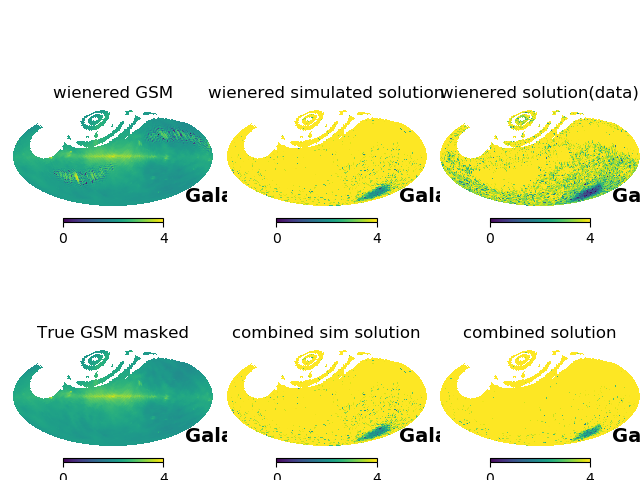 wienered GSM
wienered simulated solution
wienered solution(data)
Gala
Gala
Ga
0 4
0 4
0 4
True GSM masked
combined sim solution
combined solution
Gala
Gala
Ga
0 4
0 4
0 4